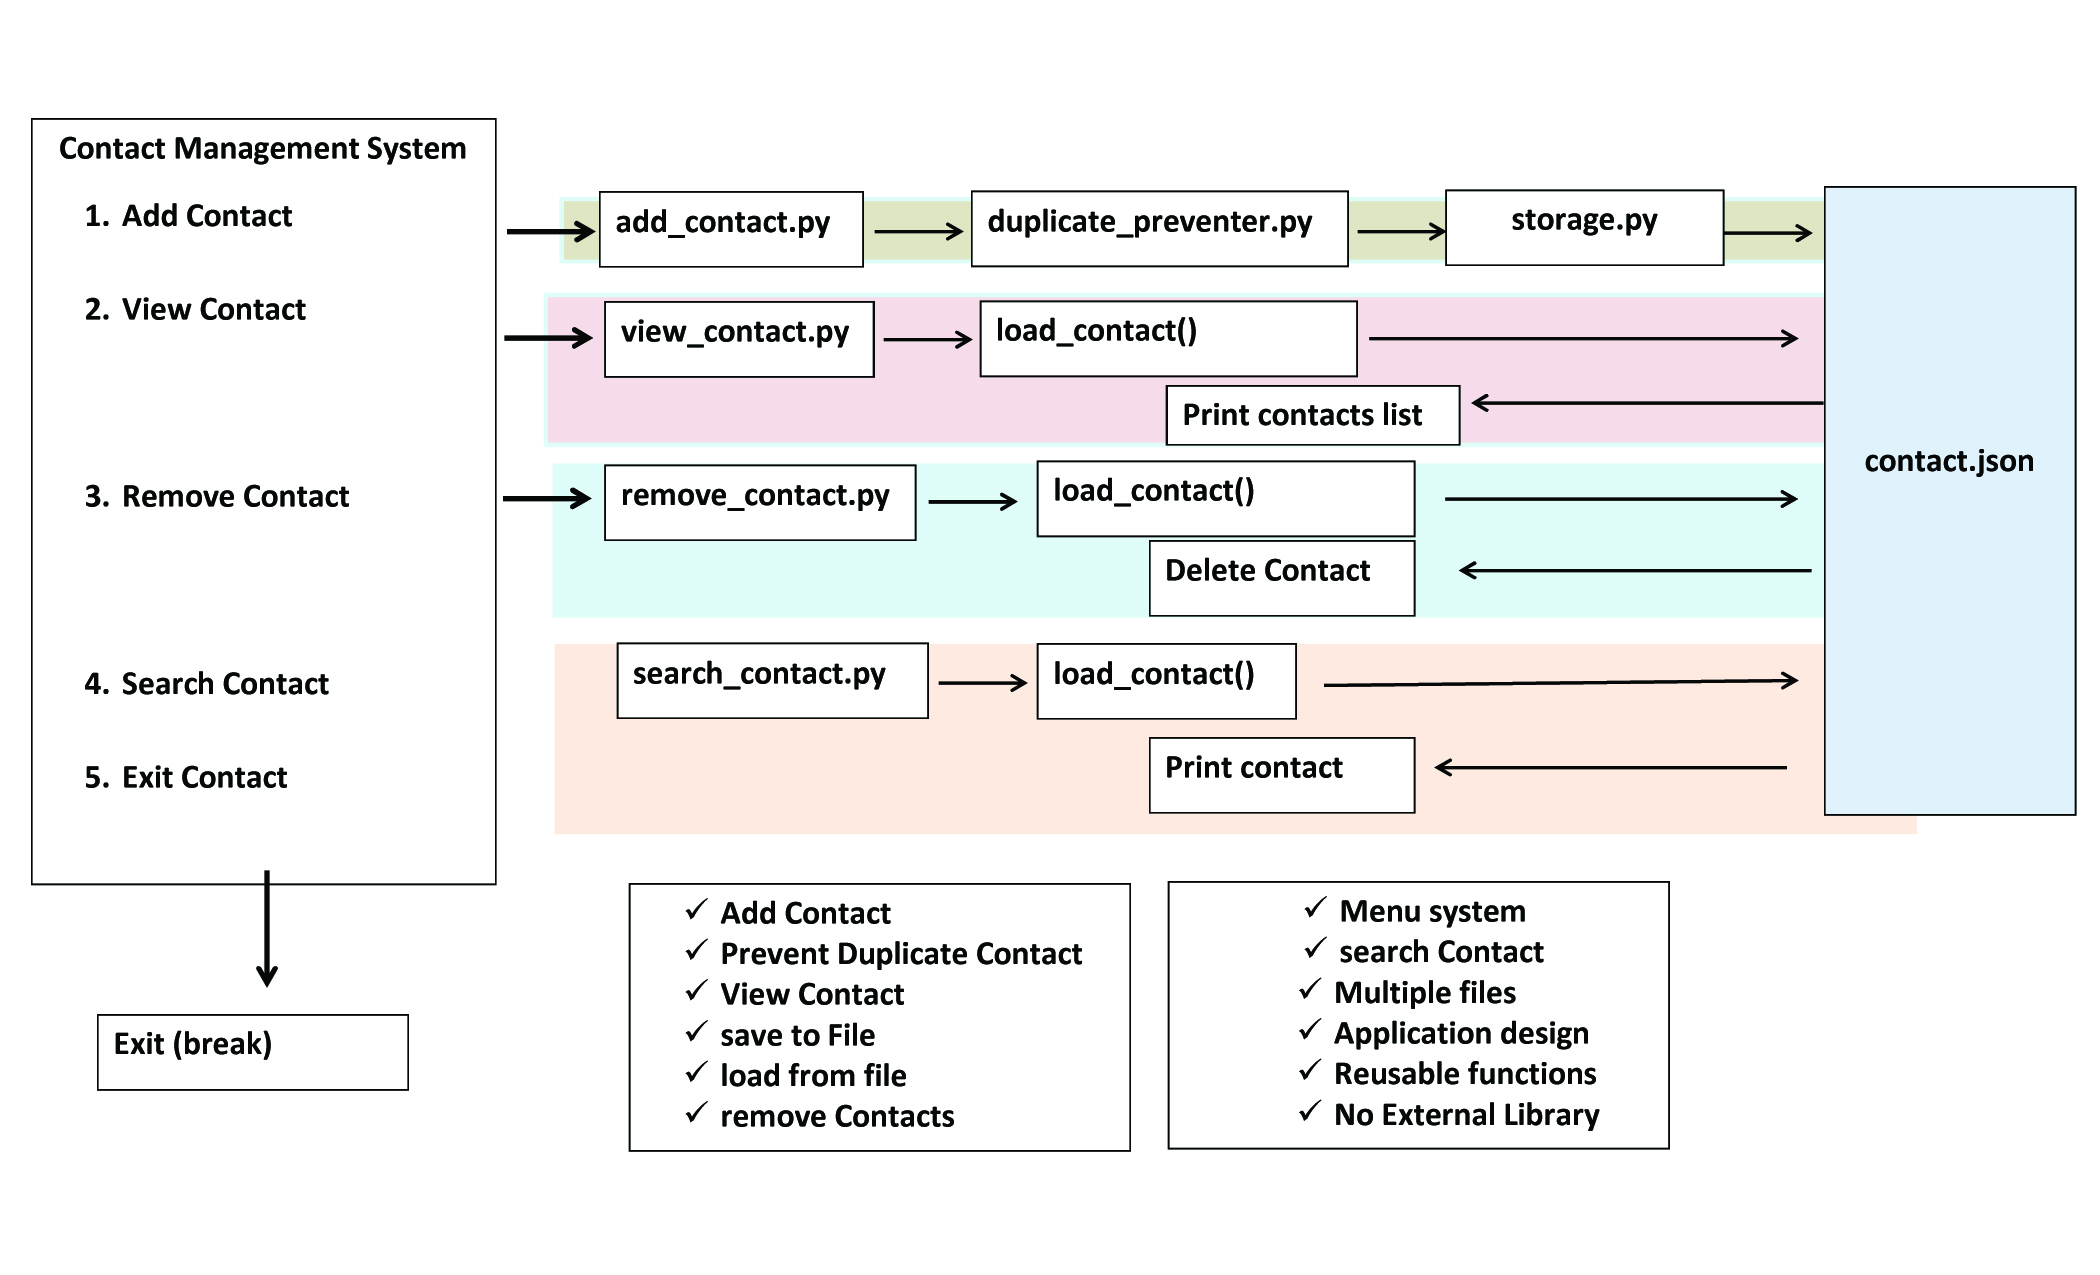 Contact Management System
1. Add Contact
2. View Contact
3. Remove Contact
4. Search Contact
5. Exit Contact
Exit (break)
add_contact.py
duplicate_preventer.py
storage.py
view_contact.py
load_contact()
Print contacts list
remove_contact.py
load_contact()
Delete Contact
search_contact.py
load_contact()
Print contact
contact.json
✓ Add Contact
✓ Prevent Duplicate Contact
✓ View Contact
✓ save to File
✓ load from file
✓ remove Contacts
✓ Menu system
✓ search Contact
✓ Multiple files
✓ Application design
✓ Reusable functions
✓ No External Library